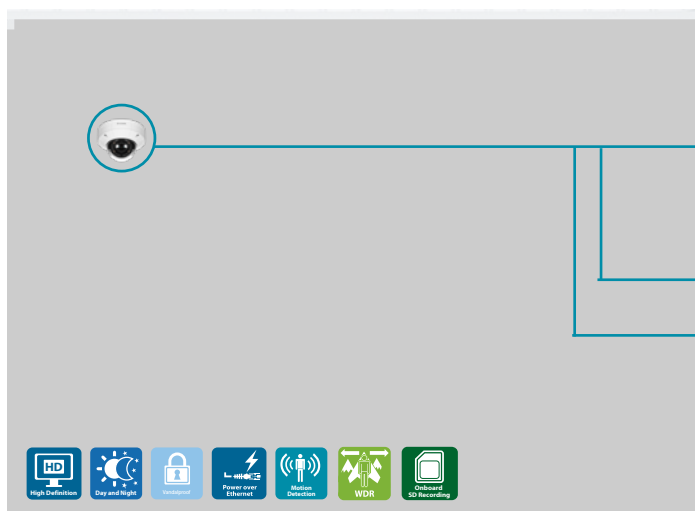 HD
High Definition
Day and Night
Vandalproof
Power over
Ethernet
Motion
Detection
WDR
Onboard
SD Recording